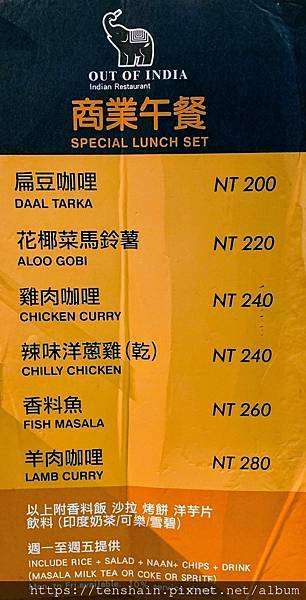 OUT OF INDIA
Indian Restaurant
商業午餐
SPECIAL LUNCH SET
扁豆咖哩 NT 200
DAAL TARKA
花椰菜馬鈴薯 NT 220
ALOO GOBI
雞肉咖哩 NT 240
CHICKEN CURRY
辣味洋蔥雞(乾) NT 240
CHILLY CHICKEN
香料魚 NT 260
FISH MASALA
羊肉咖哩 NT 280
LAMB CURRY
以上附香料飯 沙拉 烤餅 洋芋片
飲料 (印度奶茶/可樂/雪碧)
週一至週五提供
INCLUDE RICE + SALAD + NAAN+ CHIPS + DRINK
(MASALA MILK TEA OR COKE OR SPRITE)
https://tenshain.pixnet.net/album